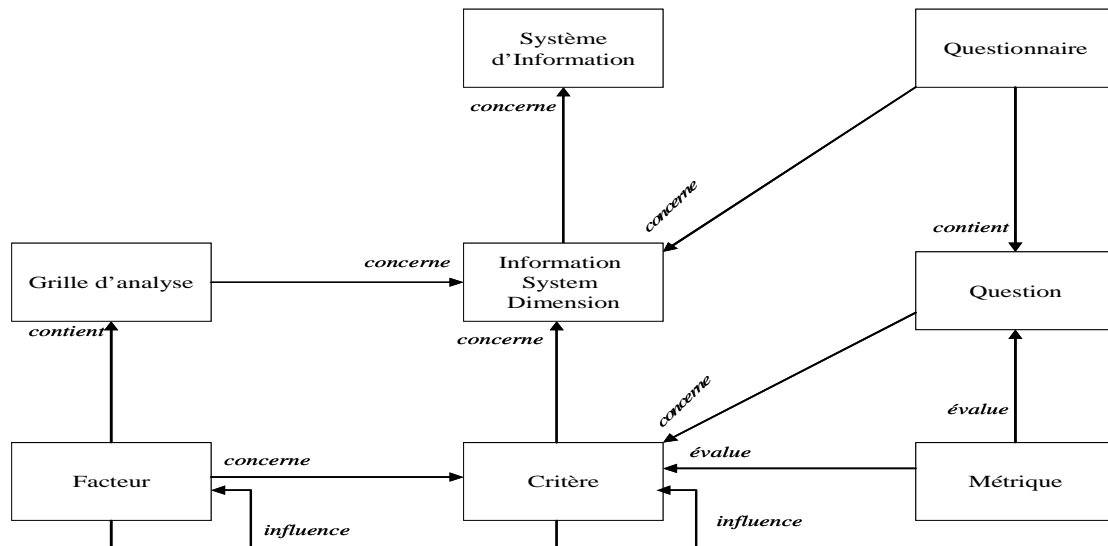 Système
d'Information
Questionnaire
concerne
concerne
contient
Grille d'analyse
concerne
Information
System
Dimension
Question
contient
concerne
concerne
évalue
Facteur
concerne
Critère
évalue
Métrique
influence
influence